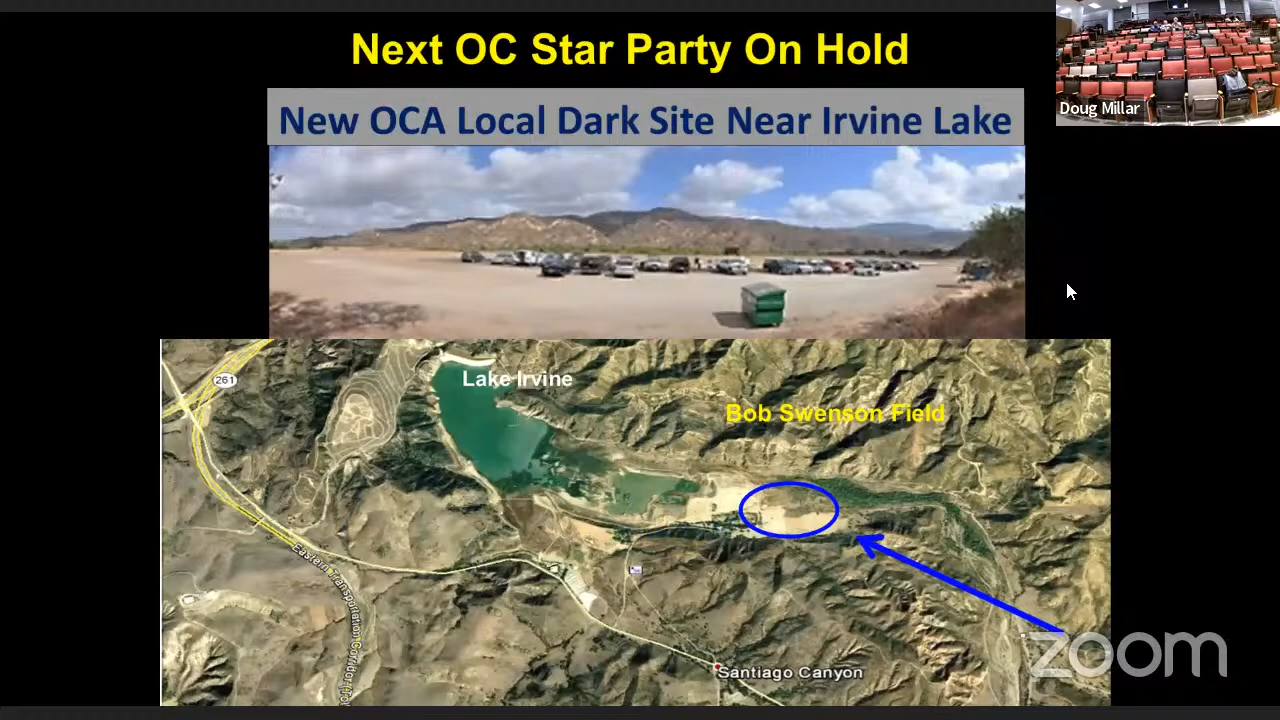 Next OC Star Party On Hold
Doug Millar
New OCA Local Dark Site Near Irvine Lake
Lake Irvine
261
Bob Swenson Field
Eastern Transportation Corridor
Santiago Canyon
zoom